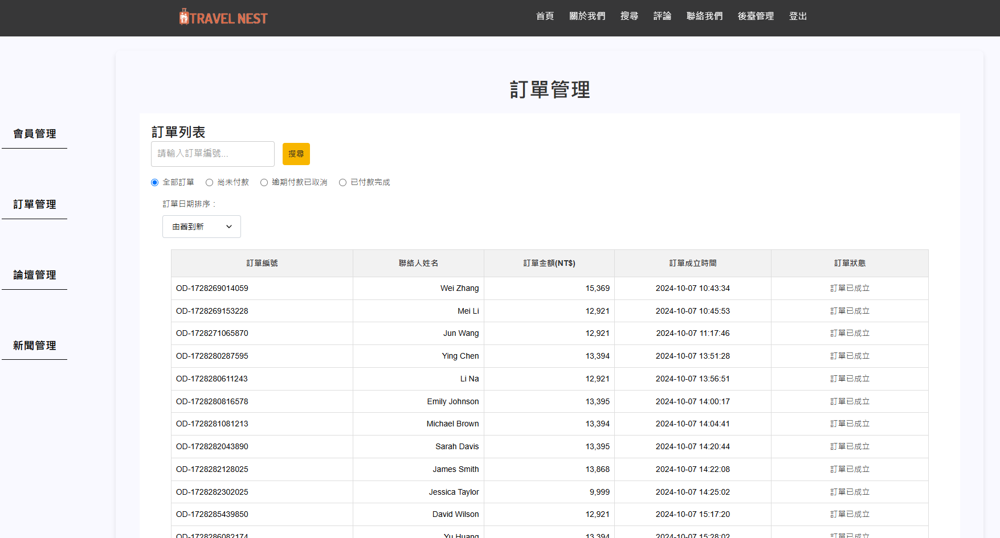 TRAVEL NEST
首頁 關於我們 搜尋 評論 聯絡我們 後臺管理 登出
會員管理
訂單管理
論壇管理
新聞管理
訂單管理
訂單列表
請輸入訂單編號... 搜尋
全部訂單 尚未付款 逾期付款已取消 已付款完成
訂單日期排序：
由舊到新
訂單編號 聯絡人姓名 訂單金額(NT$) 訂單成立時間 訂單狀態
OD-1728269014059 Wei Zhang 15,369 2024-10-07 10:43:34 訂單已成立
OD-1728269153228 Mei Li 12,921 2024-10-07 10:45:53 訂單已成立
OD-1728271065870 Jun Wang 12,921 2024-10-07 11:17:46 訂單已成立
OD-1728280287595 Ying Chen 13,394 2024-10-07 13:51:28 訂單已成立
OD-1728280611243 Li Na 12,921 2024-10-07 13:56:51 訂單已成立
OD-1728280816578 Emily Johnson 13,395 2024-10-07 14:00:17 訂單已成立
OD-1728281081213 Michael Brown 13,394 2024-10-07 14:04:41 訂單已成立
OD-1728282043890 Sarah Davis 13,395 2024-10-07 14:20:44 訂單已成立
OD-1728282128025 James Smith 13,868 2024-10-07 14:22:08 訂單已成立
OD-1728282302025 Jessica Taylor 9,999 2024-10-07 14:25:02 訂單已成立
OD-1728285439850 David Wilson 12,921 2024-10-07 15:17:20 訂單已成立
OD-1728286082174 Yu Huang 13,394 2024-10-07 15:28:02 訂單已成立